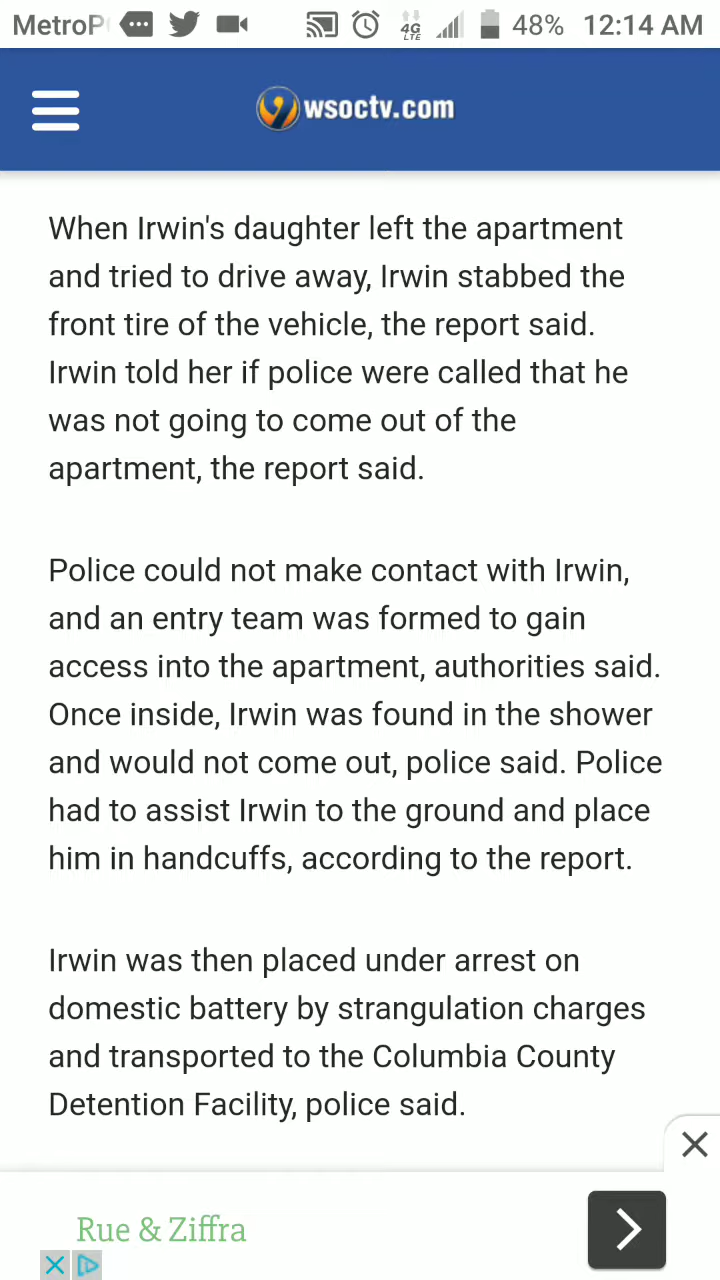 MetroP
4G
LTE
48%
12:14 AM
9 wsoctv.com
When Irwin's daughter left the apartment
and tried to drive away, Irwin stabbed the
front tire of the vehicle, the report said.
Irwin told her if police were called that he
was not going to come out of the
apartment, the report said.
Police could not make contact with Irwin,
and an entry team was formed to gain
access into the apartment, authorities said.
Once inside, Irwin was found in the shower
and would not come out, police said. Police
had to assist Irwin to the ground and place
him in handcuffs, according to the report.
Irwin was then placed under arrest on
domestic battery by strangulation charges
and transported to the Columbia County
Detention Facility, police said.
Rue & Ziffra